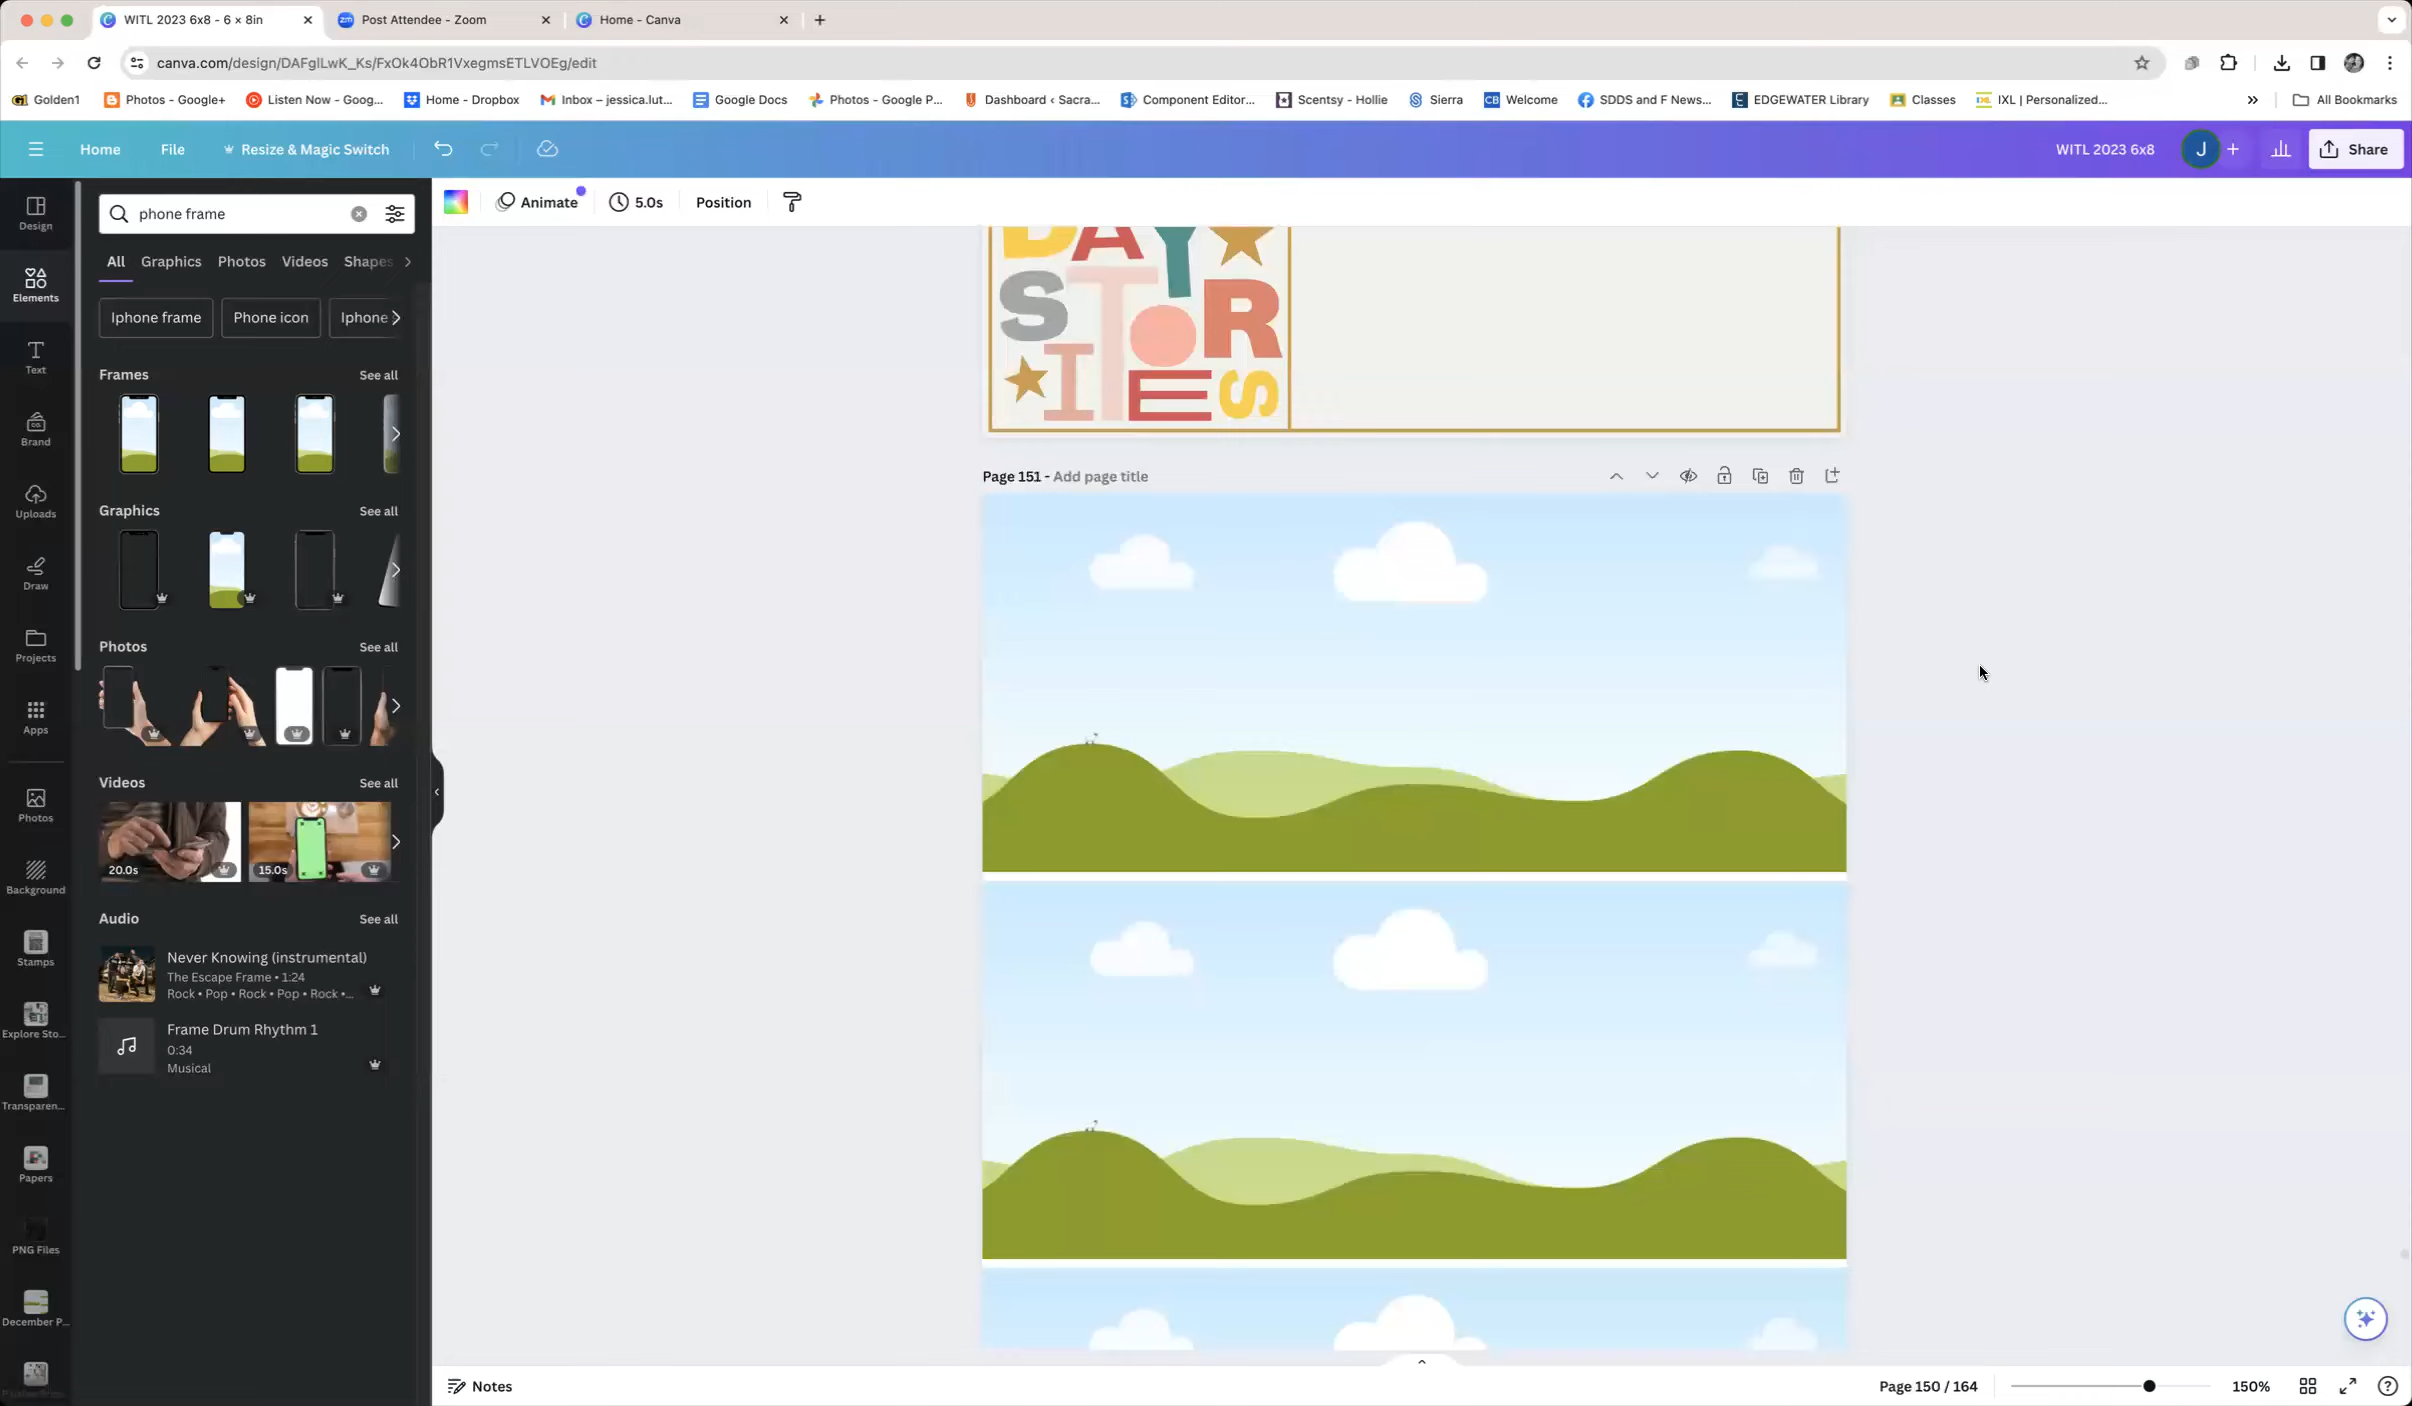 WITL 2023 6x8 - 6 × 8in
Post Attendee - Zoom
Home - Canva
canva.com/design/DAFglLwK_Ks/FxOk4ObR1VxegmsETLVOEg/edit
Golden1
Photos - Google+
Listen Now - Goog...
Home - Dropbox
Inbox – jessica.lut...
Google Docs
Photos - Google P...
Dashboard ‹ Sacra...
Component Editor...
Scentsy - Hollie
Sierra
Welcome
SDDS and F News...
EDGEWATER Library
Classes
IXL | Personalized...
All Bookmarks
Home
File
Resize & Magic Switch
WITL 2023 6x8
J
Share
Design
Elements
Text
Brand
Uploads
Draw
Projects
Apps
Photos
Background
Stamps
Explore Sto...
Transparen...
Papers
PNG Files
December P...
phone frame
All
Graphics
Photos
Videos
Shapes
Iphone frame
Phone icon
Iphone
Frames
See all
Graphics
See all
Photos
See all
Videos
See all
20.0s
15.0s
Audio
See all
Never Knowing (instrumental)
The Escape Frame • 1:24
Rock • Pop • Rock • Pop • Rock •...
Frame Drum Rhythm 1
0:34
Musical
Animate
5.0s
Position
DAY
STOR
IES
Page 151 - Add page title
Notes
Page 150 / 164
150%